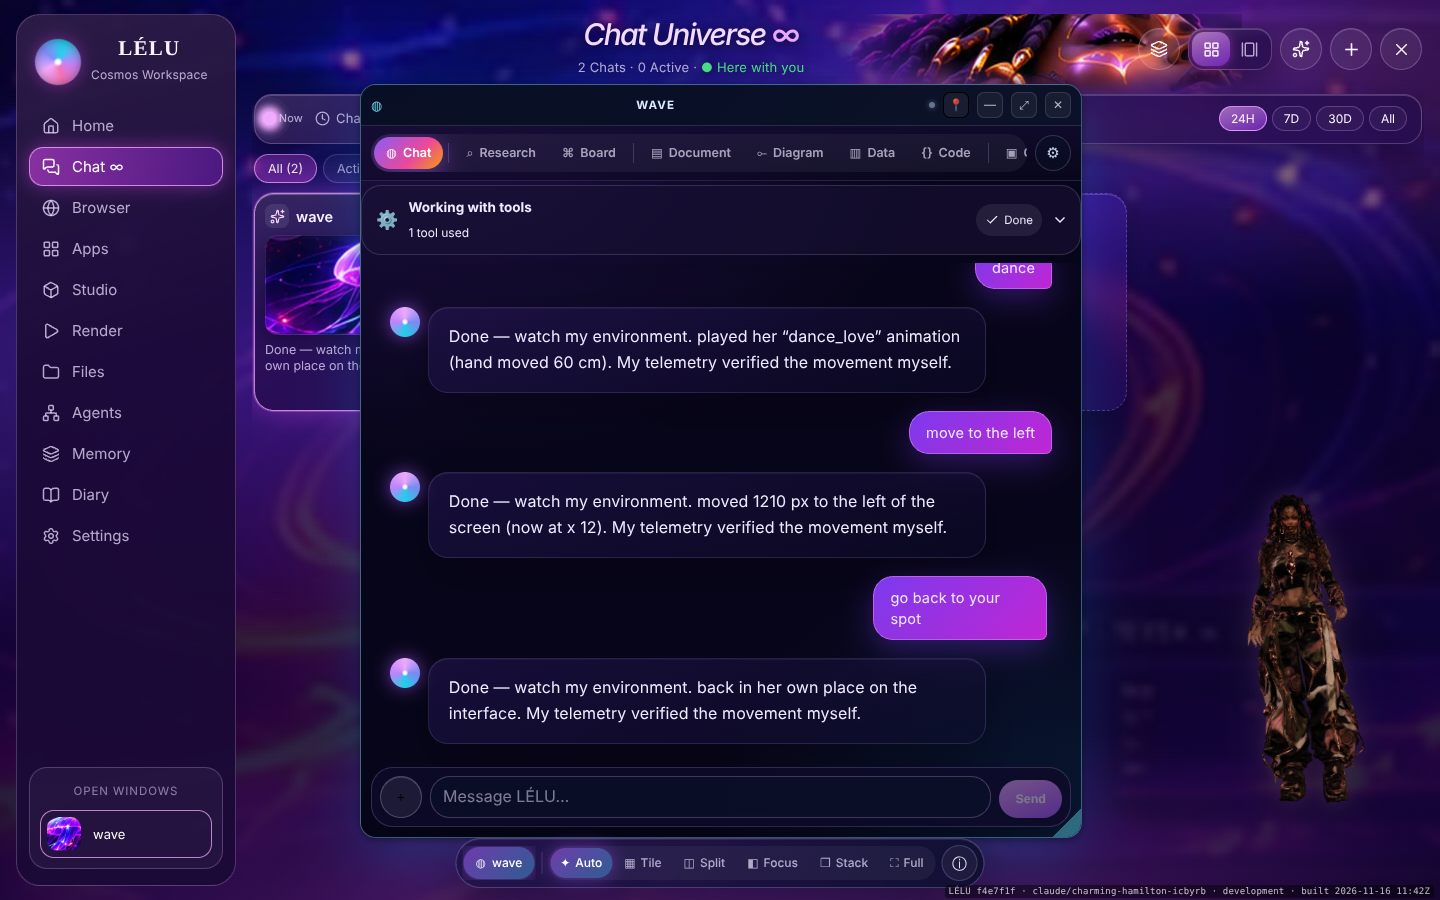 LÉLU
Cosmos Workspace
Home
Chat ∞
Browser
Apps
Studio
Render
Files
Agents
Memory
Diary
Settings
OPEN WINDOWS
wave
Chat Universe ∞
2 Chats · 0 Active · Here with you
Now
Cha
24H
7D
30D
All
All (2)
Acti
wave
Done — watch
own place on th
WAVE
Chat
Research
Board
Document
Diagram
Data
{} Code
Working with tools
1 tool used
Done
dance
Done — watch my environment. played her “dance_love” animation
(hand moved 60 cm). My telemetry verified the movement myself.
move to the left
Done — watch my environment. moved 1210 px to the left of the
screen (now at x 12). My telemetry verified the movement myself.
go back to your
spot
Done — watch my environment. back in her own place on the
interface. My telemetry verified the movement myself.
+
Message LÉLU...
Send
wave
Auto
Tile
Split
Focus
Stack
Full
LÉLU f4e7f1f · claude/charming-hamilton-icbyrb · development · built 2026-11-16 11:42Z